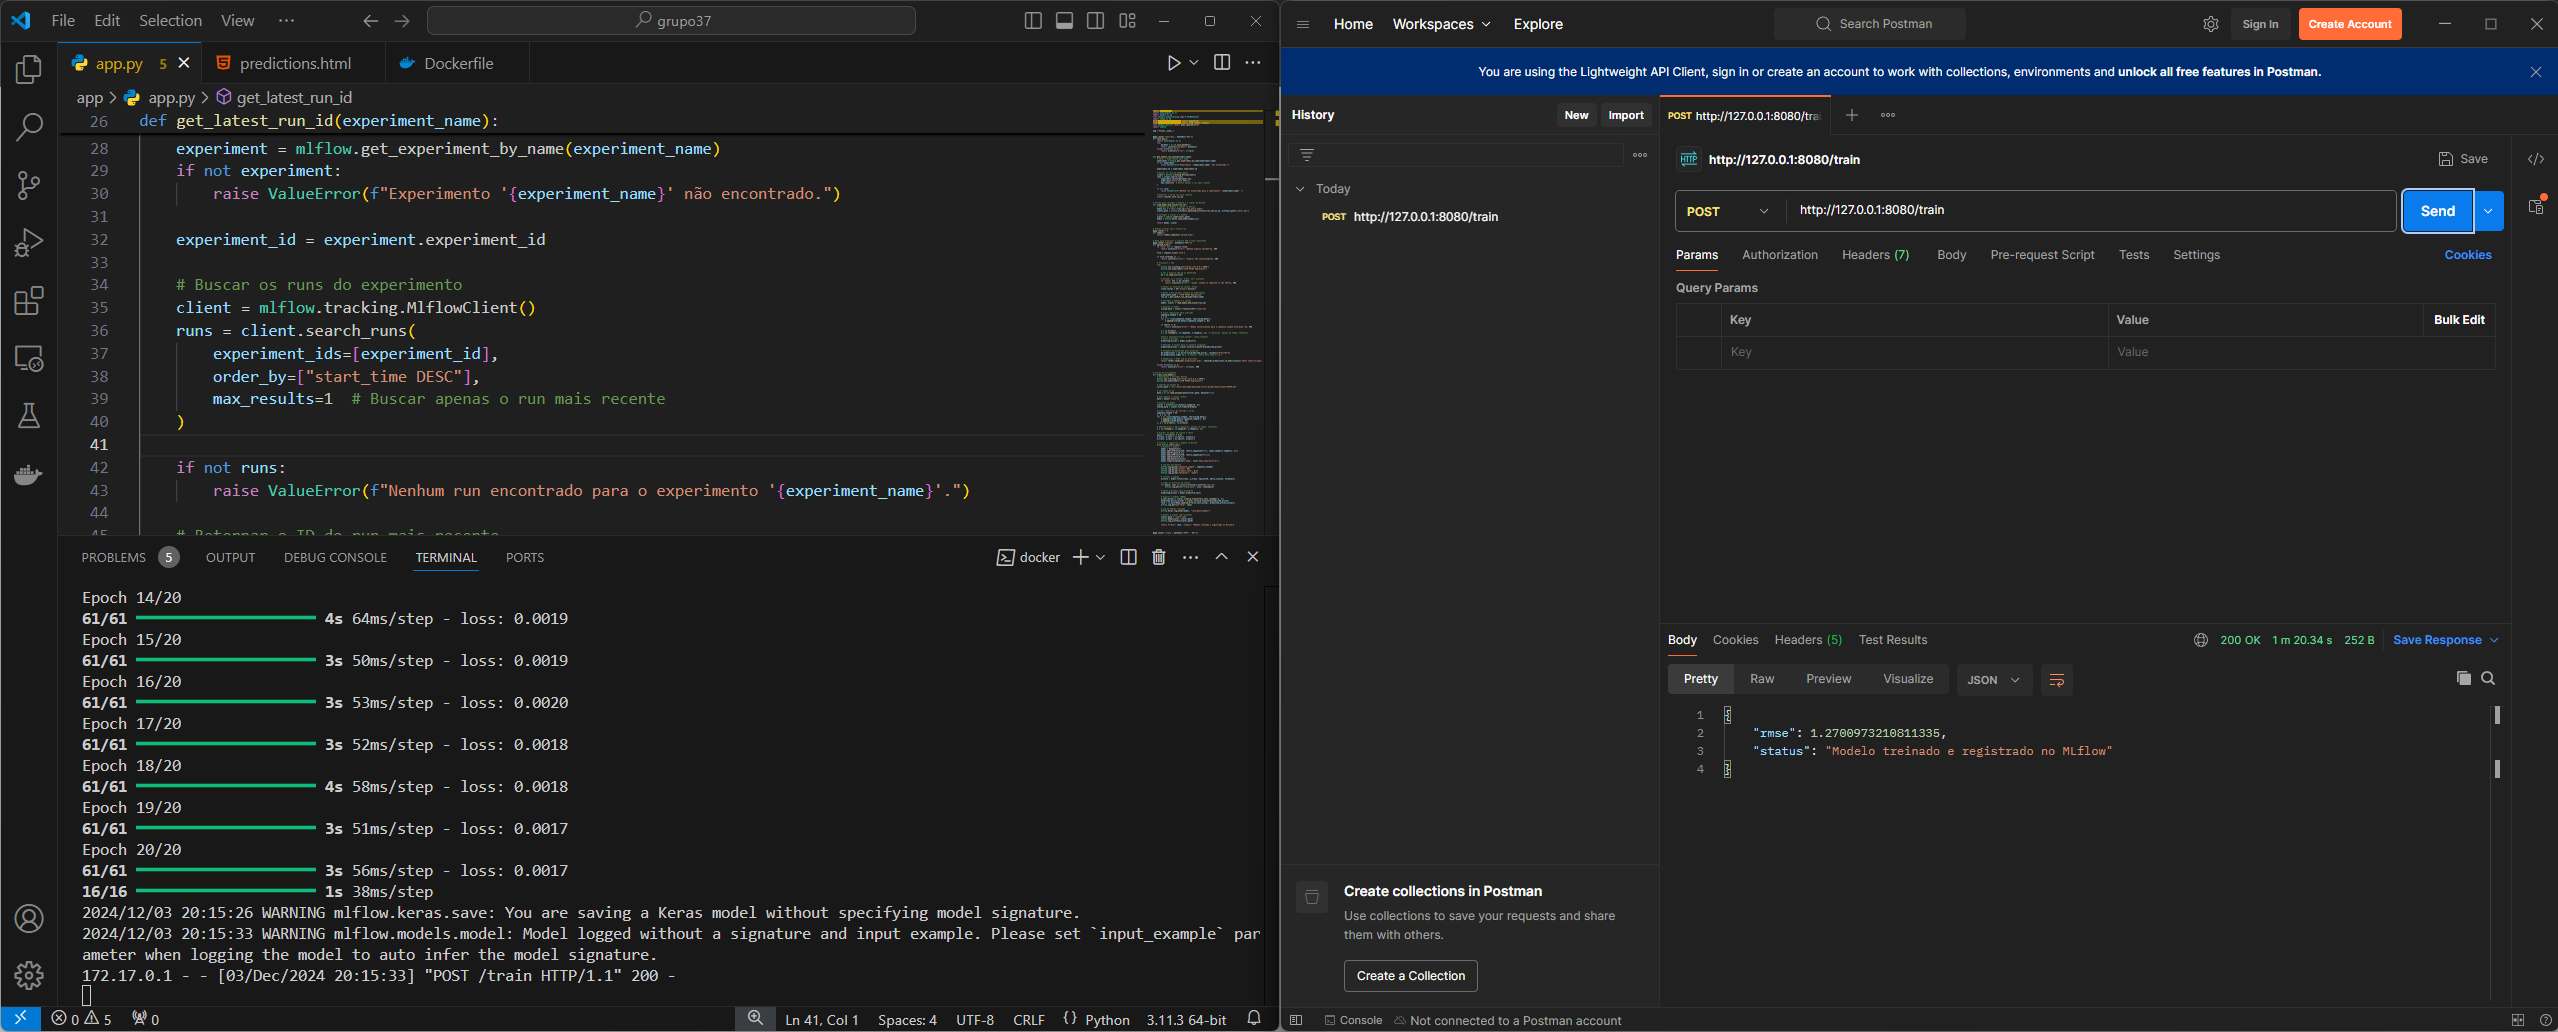 File Edit Selection View ··· grupo37
app.py 5 predictions.html Dockerfile
app > app.py > get_latest_run_id
26 def get_latest_run_id(experiment_name):
28 experiment = mlflow.get_experiment_by_name(experiment_name)
29 if not experiment:
30 raise ValueError(f"Experimento '{experiment_name}' não encontrado.")
31
32 experiment_id = experiment.experiment_id
33
34 # Buscar os runs do experimento
35 client = mlflow.tracking.MlflowClient()
36 runs = client.search_runs(
37 experiment_ids=[experiment_id],
38 order_by=["start_time DESC"],
39 max_results=1 # Buscar apenas o run mais recente
40 )
41
42 if not runs:
43 raise ValueError(f"Nenhum run encontrado para o experimento '{experiment_name}'.")
44
45 # Retornar o ID do run mais recente
PROBLEMS 5 OUTPUT DEBUG CONSOLE TERMINAL PORTS docker
Epoch 14/20
61/61 4s 64ms/step - loss: 0.0019
Epoch 15/20
61/61 3s 50ms/step - loss: 0.0019
Epoch 16/20
61/61 3s 53ms/step - loss: 0.0020
Epoch 17/20
61/61 3s 52ms/step - loss: 0.0018
Epoch 18/20
61/61 4s 58ms/step - loss: 0.0018
Epoch 19/20
61/61 3s 51ms/step - loss: 0.0017
Epoch 20/20
61/61 3s 56ms/step - loss: 0.0017
16/16 1s 38ms/step
2024/12/03 20:15:26 WARNING mlflow.keras.save: You are saving a Keras model without specifying model signature.
2024/12/03 20:15:33 WARNING mlflow.models.model: Model logged without a signature and input example. Please set `input_example` par
ameter when logging the model to auto infer the model signature.
172.17.0.1 - - [03/Dec/2024 20:15:33] "POST /train HTTP/1.1" 200 -
0 5 0 Ln 41, Col 1 Spaces: 4 UTF-8 CRLF {} Python 3.11.3 64-bit
Home Workspaces Explore Search Postman Sign In Create Account
You are using the Lightweight API Client, sign in or create an account to work with collections, environments and unlock all free features in Postman.
History New Import
Today
POST http://127.0.0.1:8080/train
POST http://127.0.0.1:8080/trai
HTTP http://127.0.0.1:8080/train Save
POST http://127.0.0.1:8080/train Send
Params Authorization Headers (7) Body Pre-request Script Tests Settings Cookies
Query Params
Key Value Bulk Edit
Key Value
Body Cookies Headers (5) Test Results 200 OK 1 m 20.34 s 252 B Save Response
Pretty Raw Preview Visualize JSON
1 {
2 "rmse": 1.2700973210811335,
3 "status": "Modelo treinado e registrado no MLflow"
4 }
Create collections in Postman
Use collections to save your requests and share
them with others.
Create a Collection
Console Not connected to a Postman account